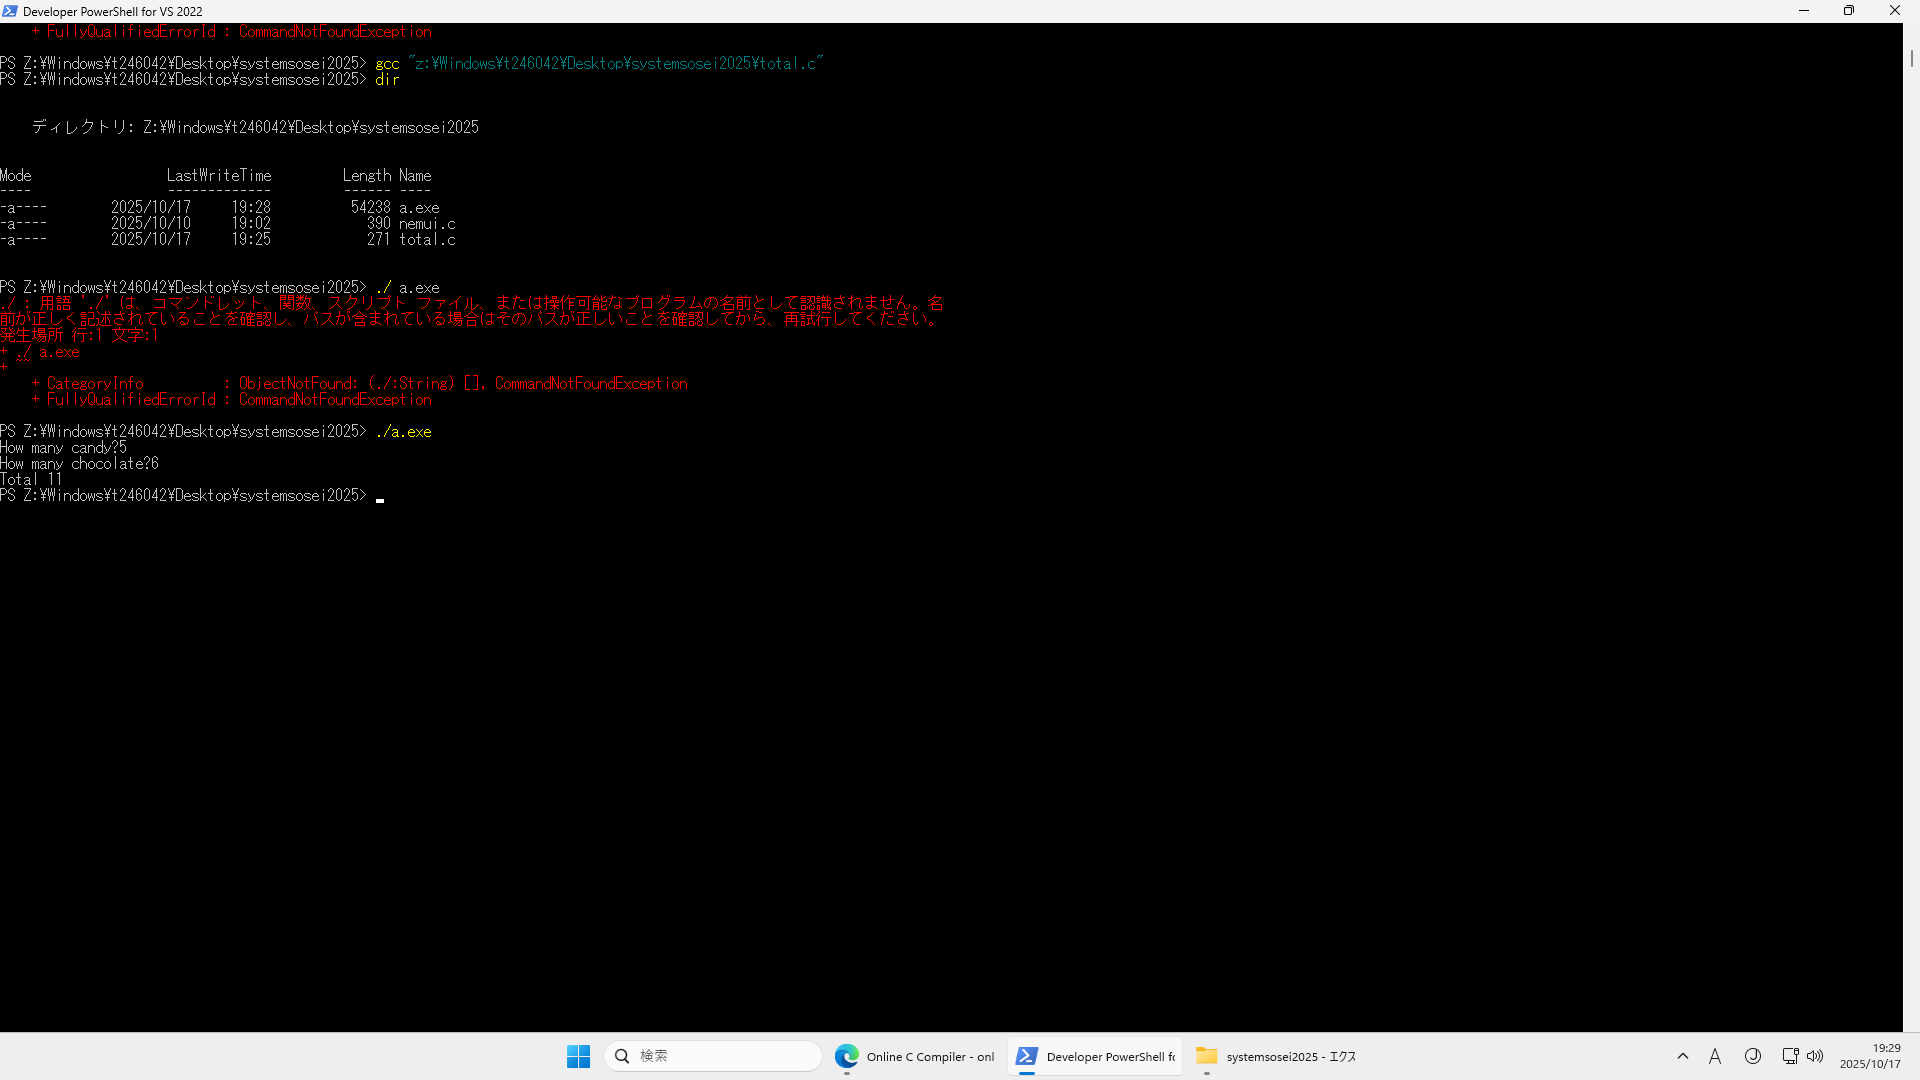 Developer PowerShell for VS 2022
    + FullyQualifiedErrorId : CommandNotFoundException
PS Z:¥Windows¥t246042¥Desktop¥systemsosei2025> gcc "z:¥Windows¥t246042¥Desktop¥systemsosei2025¥total.c"
PS Z:¥Windows¥t246042¥Desktop¥systemsosei2025> dir
    ディレクトリ: Z:¥Windows¥t246042¥Desktop¥systemsosei2025
Mode                 LastWriteTime         Length Name
----                 -------------         ------ ----
-a----        2025/10/17     19:28          54238 a.exe
-a----        2025/10/10     19:02            390 nemui.c
-a----        2025/10/17     19:25            271 total.c
PS Z:¥Windows¥t246042¥Desktop¥systemsosei2025> ./ a.exe
./ : 用語 './' は、コマンドレット、関数、スクリプト ファイル、または操作可能なプログラムの名前として認識されません。名
前が正しく記述されていることを確認し、パスが含まれている場合はそのパスが正しいことを確認してから、再試行してください。
発生場所 行:1 文字:1
+ ./ a.exe
+ ~~
    + CategoryInfo          : ObjectNotFound: (./:String) [], CommandNotFoundException
    + FullyQualifiedErrorId : CommandNotFoundException
PS Z:¥Windows¥t246042¥Desktop¥systemsosei2025> ./a.exe
How many candy?5
How many chocolate?6
Total 11
PS Z:¥Windows¥t246042¥Desktop¥systemsosei2025>
検索
Online C Compiler - onl
Developer PowerShell fo
systemsosei2025 - エクス
A
19:29
2025/10/17